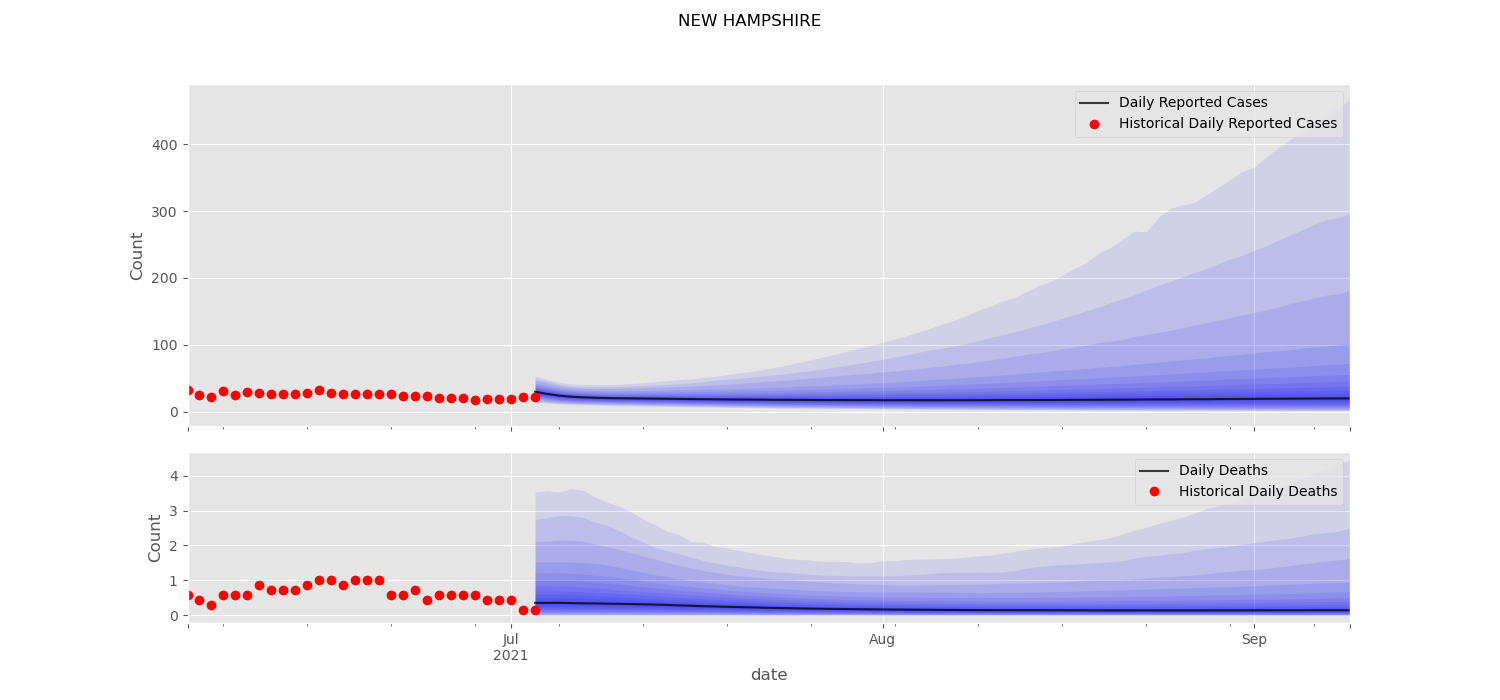 NEW HAMPSHIRE
Daily Reported Cases
Historical Daily Reported Cases
400
300
200
100
0
Count
Daily Deaths
Historical Daily Deaths
4
3
2
1
0
Count
Jul
2021
Aug
Sep
date